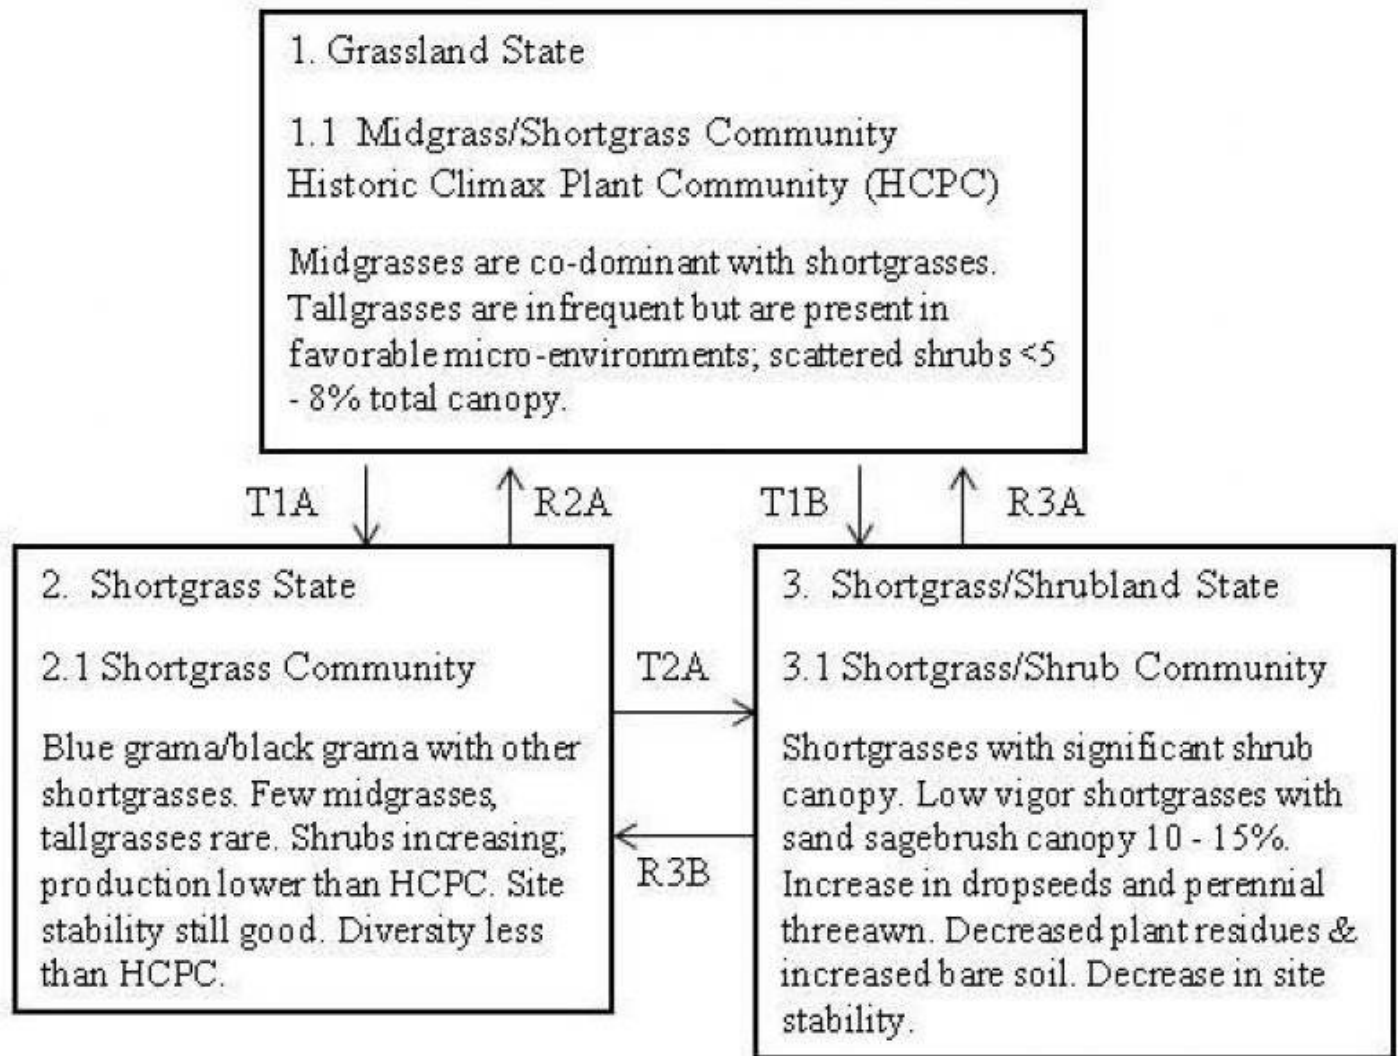 1. Grassland State
1.1 Midgrass/Shortgrass Community
Historic Climax Plant Community (HCPC)
Midgrasses are co-dominant with shortgrasses.
Tallgrasses are infrequent but are present in
favorable micro-environments; scattered shrubs <5
- 8% total canopy.
T1A
R2A
T1B
R3A
2. Shortgrass State
2.1 Shortgrass Community
Blue grama/black grama with other
shortgrasses. Few midgrasses,
tallgrasses rare. Shrubs increasing;
production lower than HCPC. Site
stability still good. Diversity less
than HCPC.
T2A
R3B
3. Shortgrass/Shrubland State
3.1 Shortgrass/Shrub Community
Shortgrasses with significant shrub
canopy. Low vigor shortgrasses with
sand sagebrush canopy 10 - 15%.
Increase in dropseeds and perennial
threeawn. Decreased plant residues &
increased bare soil. Decrease in site
stability.